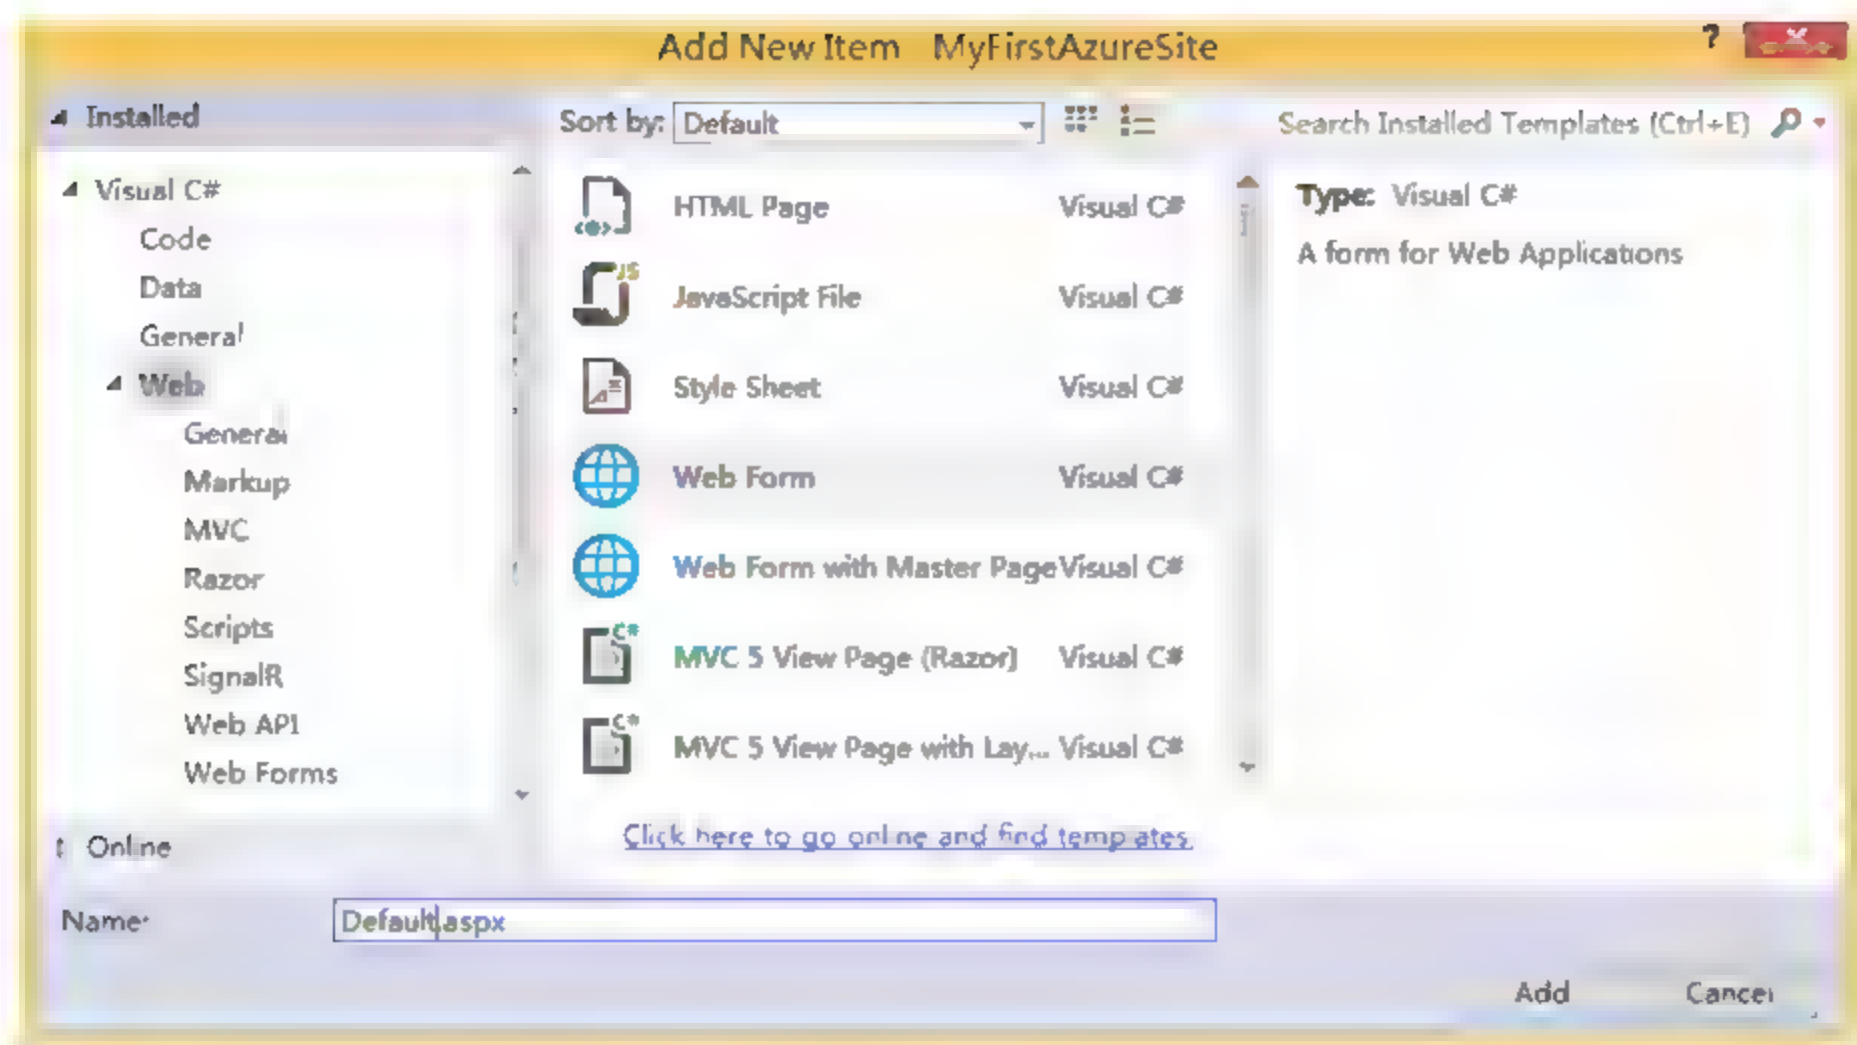 Add New Item MyFirstAzureSite
?
Installed
Sort by: Default
Search Installed Templates (Ctrl+E)
Visual C#
Code
Data
General
Web
General
Markup
MVC
Razor
Scripts
SignalR
Web API
Web Forms
Online
HTML Page Visual C#
JS
JavaScript File Visual C#
Style Sheet Visual C#
Web Form Visual C#
Web Form with Master Page Visual C#
C#
MVC 5 View Page (Razor) Visual C#
C#
MVC 5 View Page with Lay... Visual C#
Click here to go online and find templates.
Type: Visual C#
A form for Web Applications
Name: Default.aspx
Add Cancel